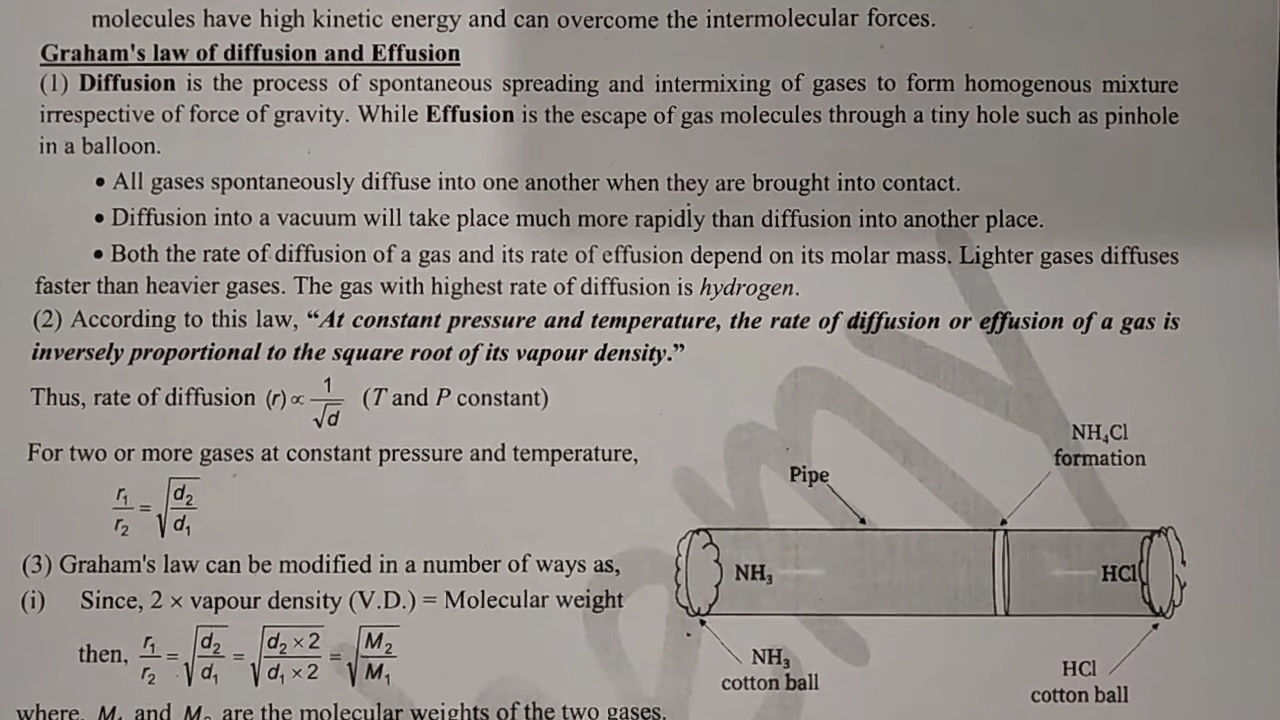 molecules have high kinetic energy and can overcome the intermolecular forces.
Graham's law of diffusion and Effusion
(1) Diffusion is the process of spontaneous spreading and intermixing of gases to form homogenous mixture
irrespective of force of gravity. While Effusion is the escape of gas molecules through a tiny hole such as pinhole
in a balloon.
• All gases spontaneously diffuse into one another when they are brought into contact.
• Diffusion into a vacuum will take place much more rapidly than diffusion into another place.
• Both the rate of diffusion of a gas and its rate of effusion depend on its molar mass. Lighter gases diffuses
faster than heavier gases. The gas with highest rate of diffusion is hydrogen.
(2) According to this law, “At constant pressure and temperature, the rate of diffusion or effusion of a gas is
inversely proportional to the square root of its vapour density.”
Thus, rate of diffusion (r) ∝ 1/√d (T and P constant)
For two or more gases at constant pressure and temperature,
r₁/r₂ = √(d₂/d₁)
(3) Graham's law can be modified in a number of ways as,
(i) Since, 2 × vapour density (V.D.) = Molecular weight
then, r₁/r₂ = √(d₂/d₁) = √((d₂ × 2)/(d₁ × 2)) = √(M₂/M₁)
where, M₁ and M₂ are the molecular weights of the two gases.
NH₄Cl
formation
Pipe
NH₃
HCl
NH₃
cotton ball
HCl
cotton ball